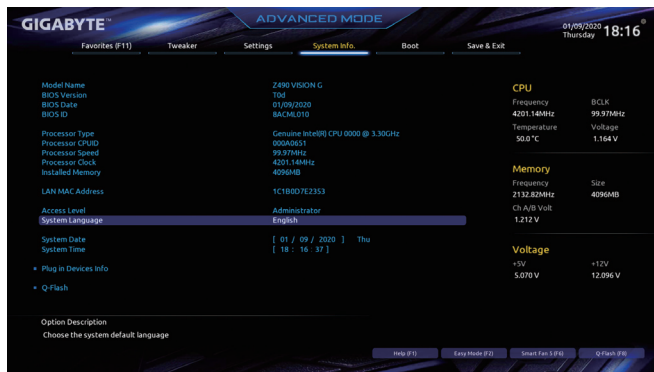 GIGABYTE™
ADVANCED MODE
01/09/2020 Thursday 18:16
Favorites (F11) Tweaker Settings System Info. Boot Save & Exit
Model Name Z490 VISION G
BIOS Version T0d
BIOS Date 01/09/2020
BIOS ID 8ACML010
Processor Type Genuine Intel(R) CPU 0000 @ 3.30GHz
Processor CPUID 000A0651
Processor Speed 99.97MHz
Processor Clock 4201.14MHz
Installed Memory 4096MB
LAN MAC Address 1C1B0D7E2353
Access Level Administrator
System Language English
System Date [ 01 / 09 / 2020 ] Thu
System Time [ 18 : 16 : 37 ]
Plug in Devices Info
Q-Flash
CPU
Frequency BCLK
4201.14MHz 99.97MHz
Temperature Voltage
50.0 °C 1.164 V
Memory
Frequency Size
2132.82MHz 4096MB
Ch A/B Volt
1.212 V
Voltage
+5V +12V
5.070 V 12.096 V
Option Description
Choose the system default language
Help (F1) Easy Mode (F2) Smart Fan 5 (F6) Q-Flash (F8)